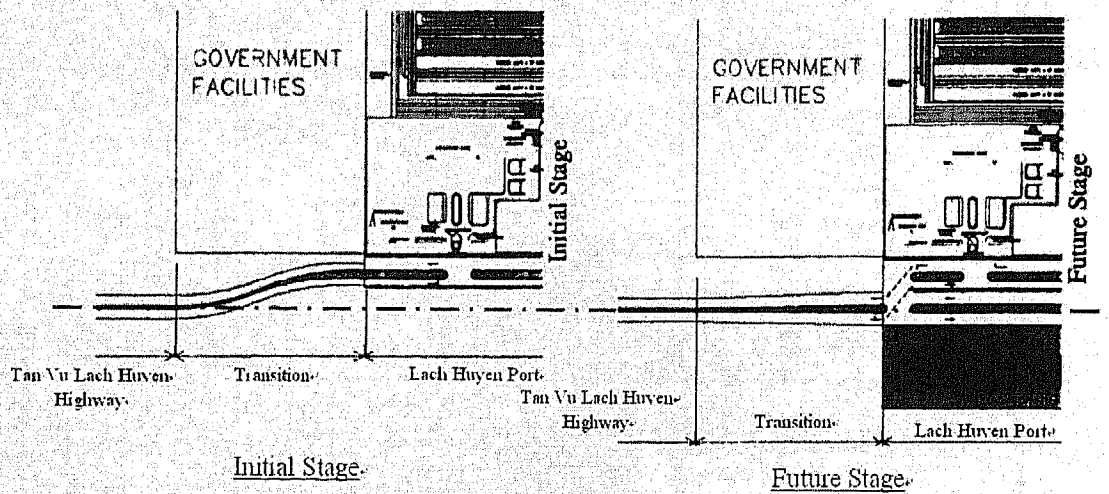 GOVERNMENT
FACILITIES
Initial Stage
Tan Vu Lach Huyen
Highway
Transition
Lach Huyen Port
Initial Stage
GOVERNMENT
FACILITIES
Future Stage
Tan Vu Lach Huyen
Highway
Transition
Lach Huyen Port
Future Stage